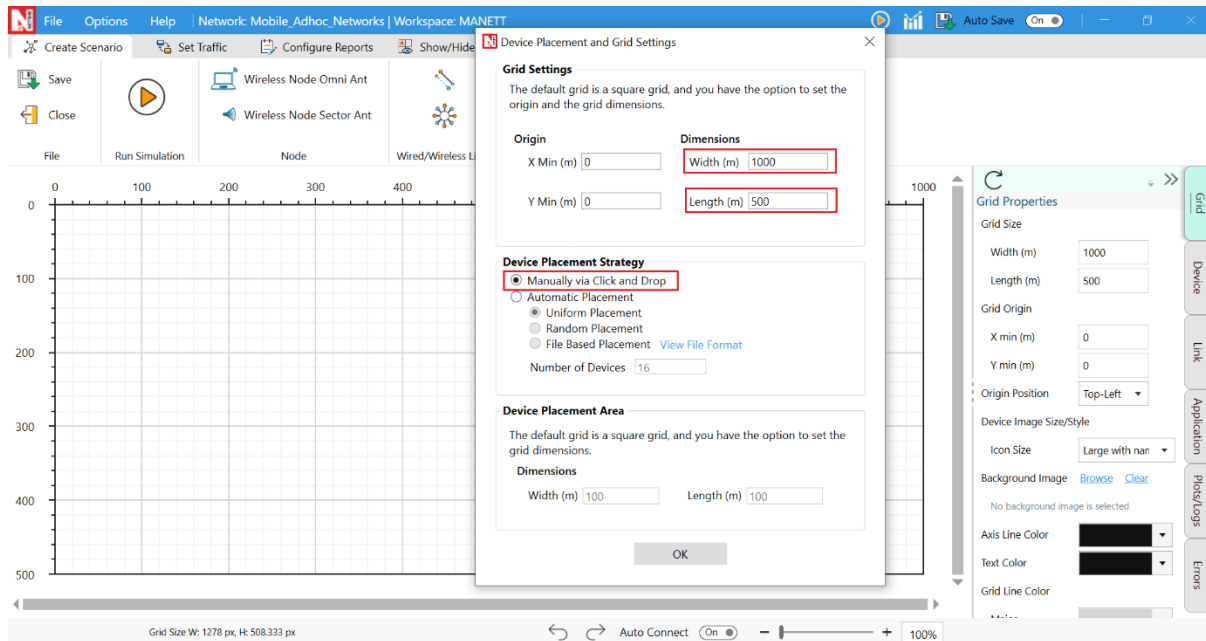 N File Options Help Network: Mobile_Adhoc_Networks | Workspace: MANETT Auto Save On
Create Scenario Set Traffic Configure Reports Show/Hide
Save
Close
File
Run Simulation
Wireless Node Omni Ant
Wireless Node Sector Ant
Node
Wired/Wireless Li
0 100 200 300 400 1000
0
100
200
300
400
500
Device Placement and Grid Settings
Grid Settings
The default grid is a square grid, and you have the option to set the
origin and the grid dimensions.
Origin Dimensions
X Min (m) 0 Width (m) 1000
Y Min (m) 0 Length (m) 500
Device Placement Strategy
Manually via Click and Drop
Automatic Placement
Uniform Placement
Random Placement
File Based Placement View File Format
Number of Devices 16
Device Placement Area
The default grid is a square grid, and you have the option to set the
grid dimensions.
Dimensions
Width (m) 100 Length (m) 100
OK
Grid Properties
Grid Size
Width (m) 1000
Length (m) 500
Grid Origin
X min (m) 0
Y min (m) 0
Origin Position Top-Left
Device Image Size/Style
Icon Size Large with nan
Background Image Browse Clear
No background image is selected
Axis Line Color
Text Color
Grid Line Color
Grid
Device
Link
Application
Plots/Logs
Errors
Grid Size W: 1278 px, H: 508.333 px Auto Connect On 100%